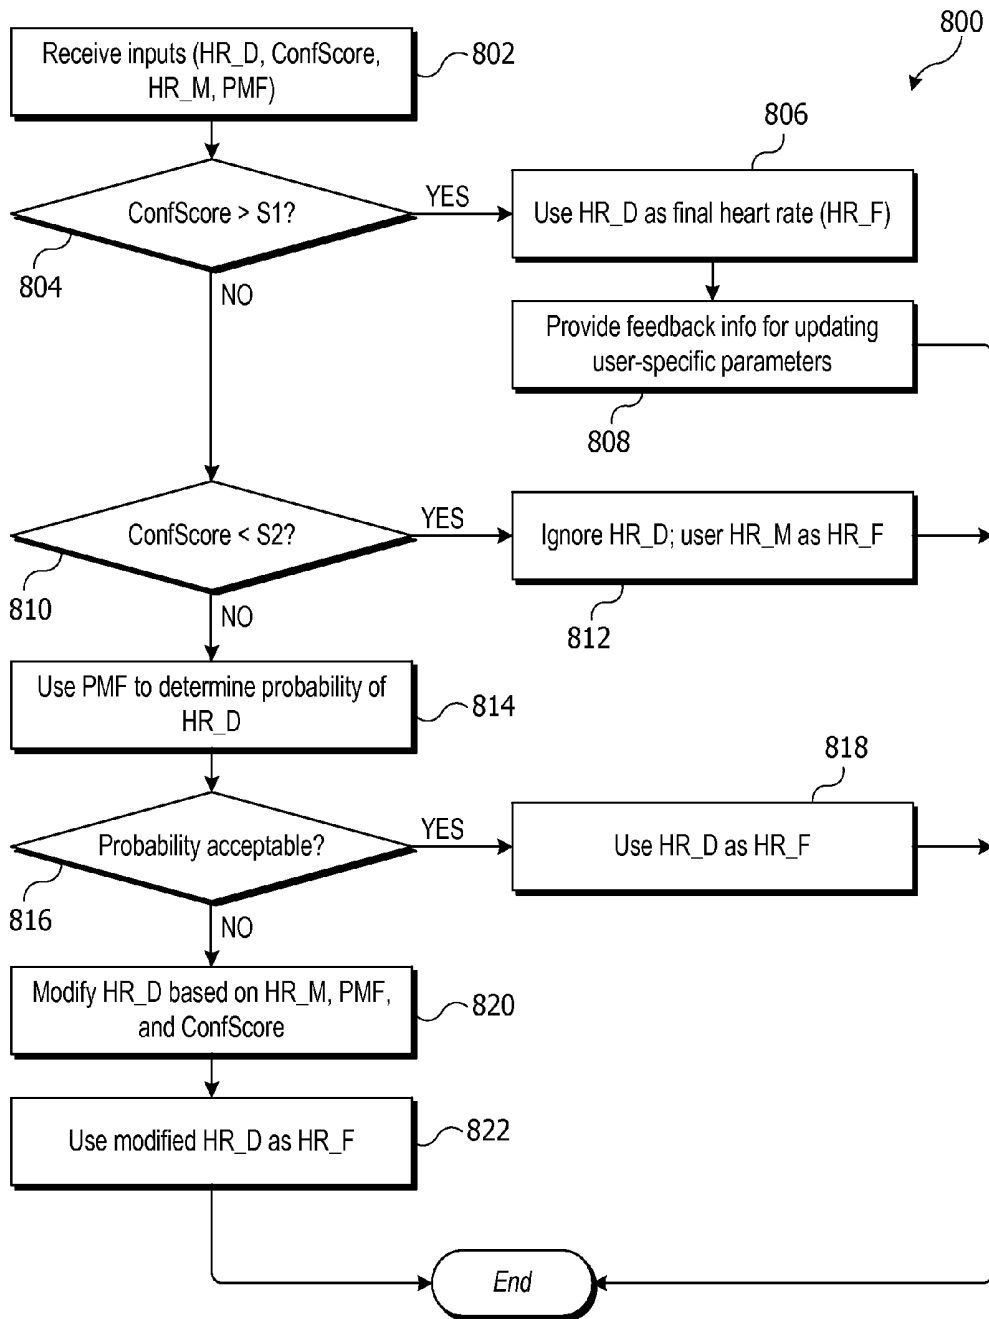 800
Receive inputs (HR_D, ConfScore,
HR_M, PMF)
802
ConfScore > S1?
804
YES
NO
806
Use HR_D as final heart rate (HR_F)
Provide feedback info for updating
user-specific parameters
808
ConfScore < S2?
810
YES
NO
Ignore HR_D; user HR_M as HR_F
812
Use PMF to determine probability of
HR_D
814
Probability acceptable?
816
YES
NO
818
Use HR_D as HR_F
Modify HR_D based on HR_M, PMF,
and ConfScore
820
Use modified HR_D as HR_F
822
End